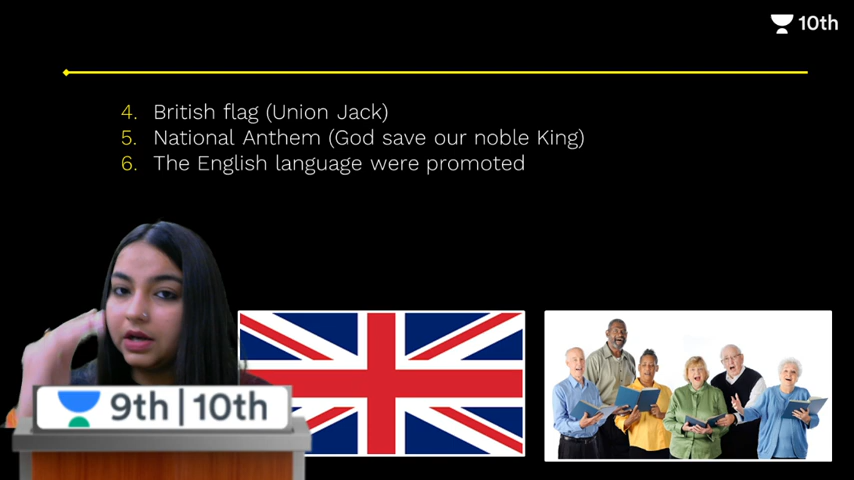 10th
4. British flag (Union Jack)
5. National Anthem (God save our noble King)
6. The English language were promoted
9th|10th